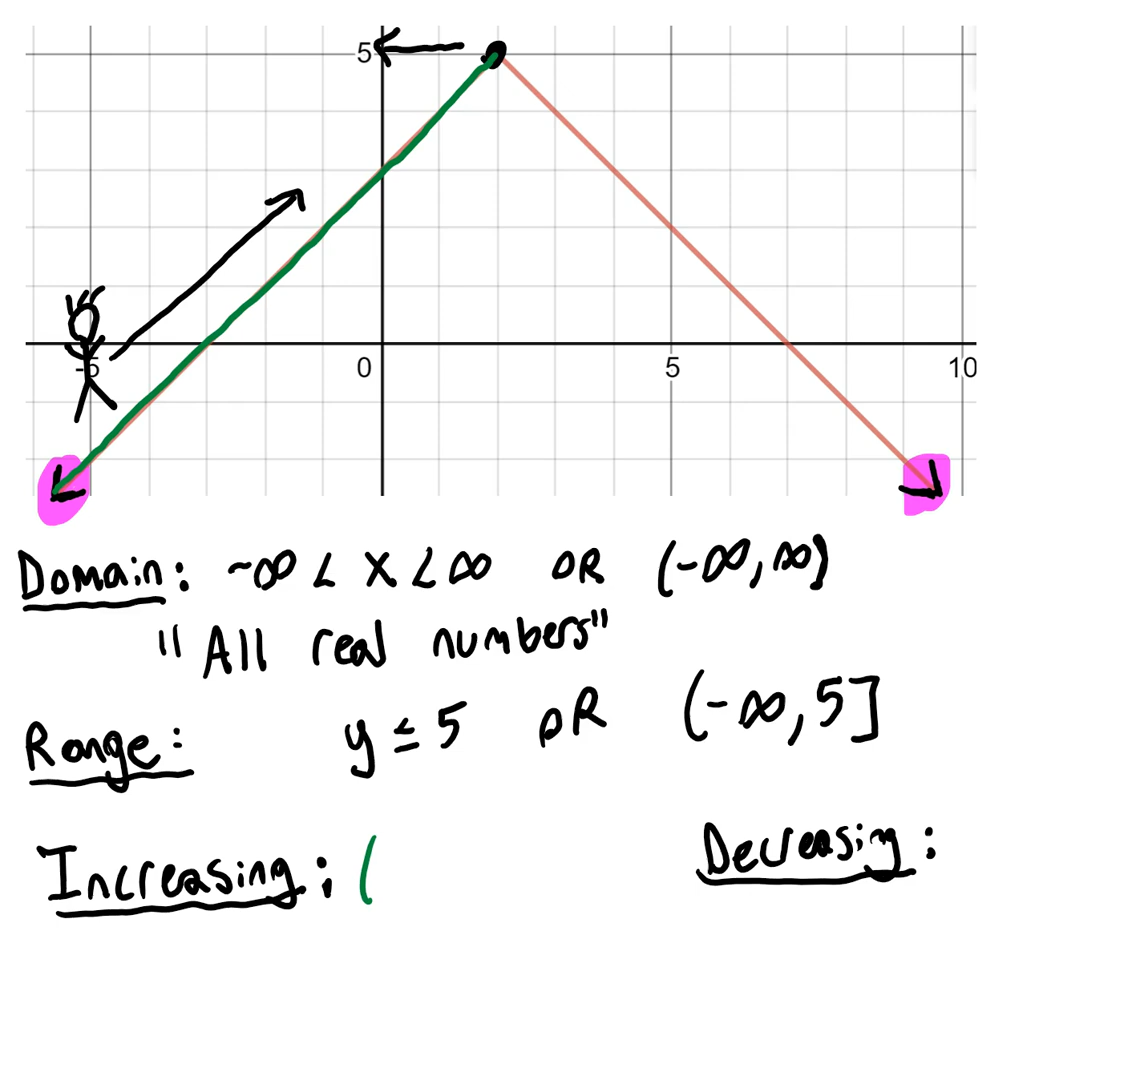 5
-5 0 5 10
Domain: -∞ < x < ∞ OR (-∞, ∞)
"All real numbers"
Range: y ≤ 5 OR (-∞, 5]
Increasing: ( Decreasing: